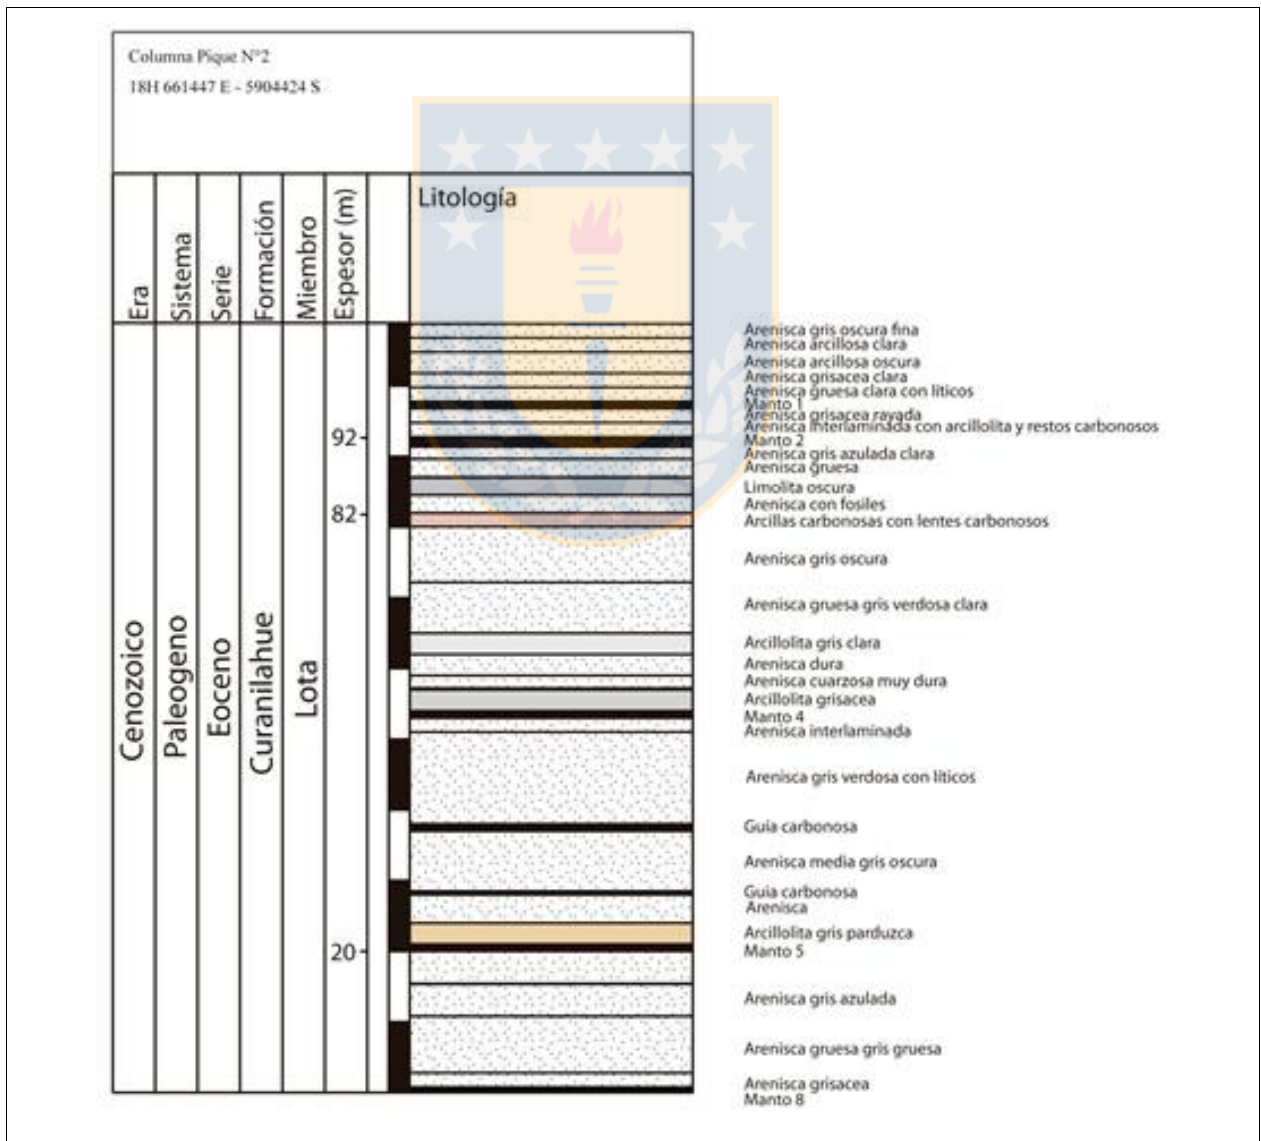 Columna Pique N°2
18H 661447 E - 5904424 S
Era
Sistema
Serie
Formación
Miembro
Espesor (m)
Litología
Cenozoico
Paleogeno
Eoceno
Curanilahue
Lota
92
82
20
Arenisca gris oscura fina
Arenisca arcillosa clara
Arenisca arcillosa oscura
Arenisca grisacea clara
Arenisca gruesa clara con líticos
Manto 1
Arenisca grisacea rayada
Arenisca interlaminada con arcillolita y restos carbonosos
Manto 2
Arenisca gris azulada clara
Arenisca gruesa
Limolita oscura
Arenisca con fosiles
Arcillas carbonosas con lentes carbonosos
Arenisca gris oscura
Arenisca gruesa gris verdosa clara
Arcillolita gris clara
Arenisca dura
Arenisca cuarzosa muy dura
Arcillolita grisacea
Manto 4
Arenisca interlaminada
Arenisca gris verdosa con líticos
Guia carbonosa
Arenisca media gris oscura
Guia carbonosa
Arenisca
Arcillolita gris parduzca
Manto 5
Arenisca gris azulada
Arenisca gruesa gris gruesa
Arenisca grisacea
Manto 8